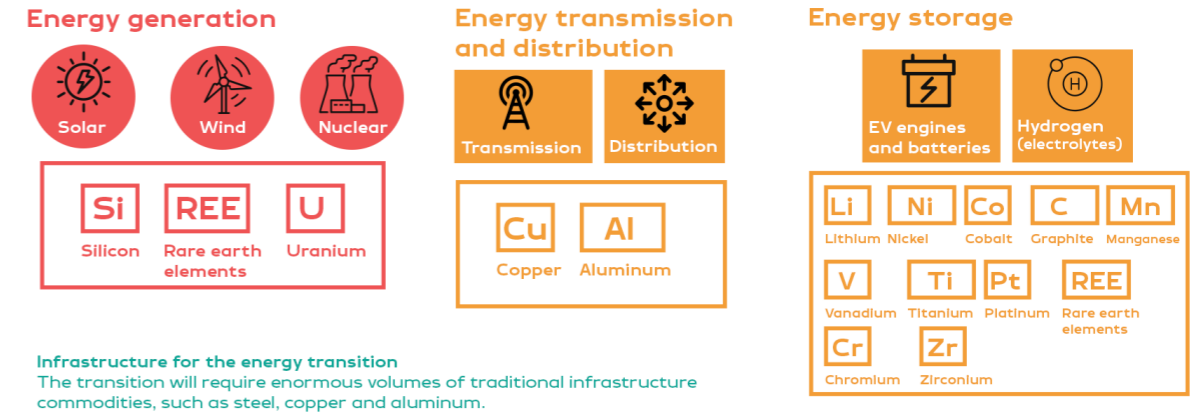 Energy generation
Solar
Wind
Nuclear
Si
REE
U
Silicon
Rare earth
elements
Uranium
Energy transmission
and distribution
Transmission
Distribution
Cu
Al
Copper
Aluminum
Energy storage
EV engines
and batteries
H
Hydrogen
(electrolytes)
Li
Ni
Co
C
Mn
Lithium
Nickel
Cobalt
Graphite
Manganese
V
Ti
Pt
REE
Vanadium
Titanium
Platinum
Rare earth
elements
Cr
Zr
Chromium
Zirconium
Infrastructure for the energy transition
The transition will require enormous volumes of traditional infrastructure
commodities, such as steel, copper and aluminum.